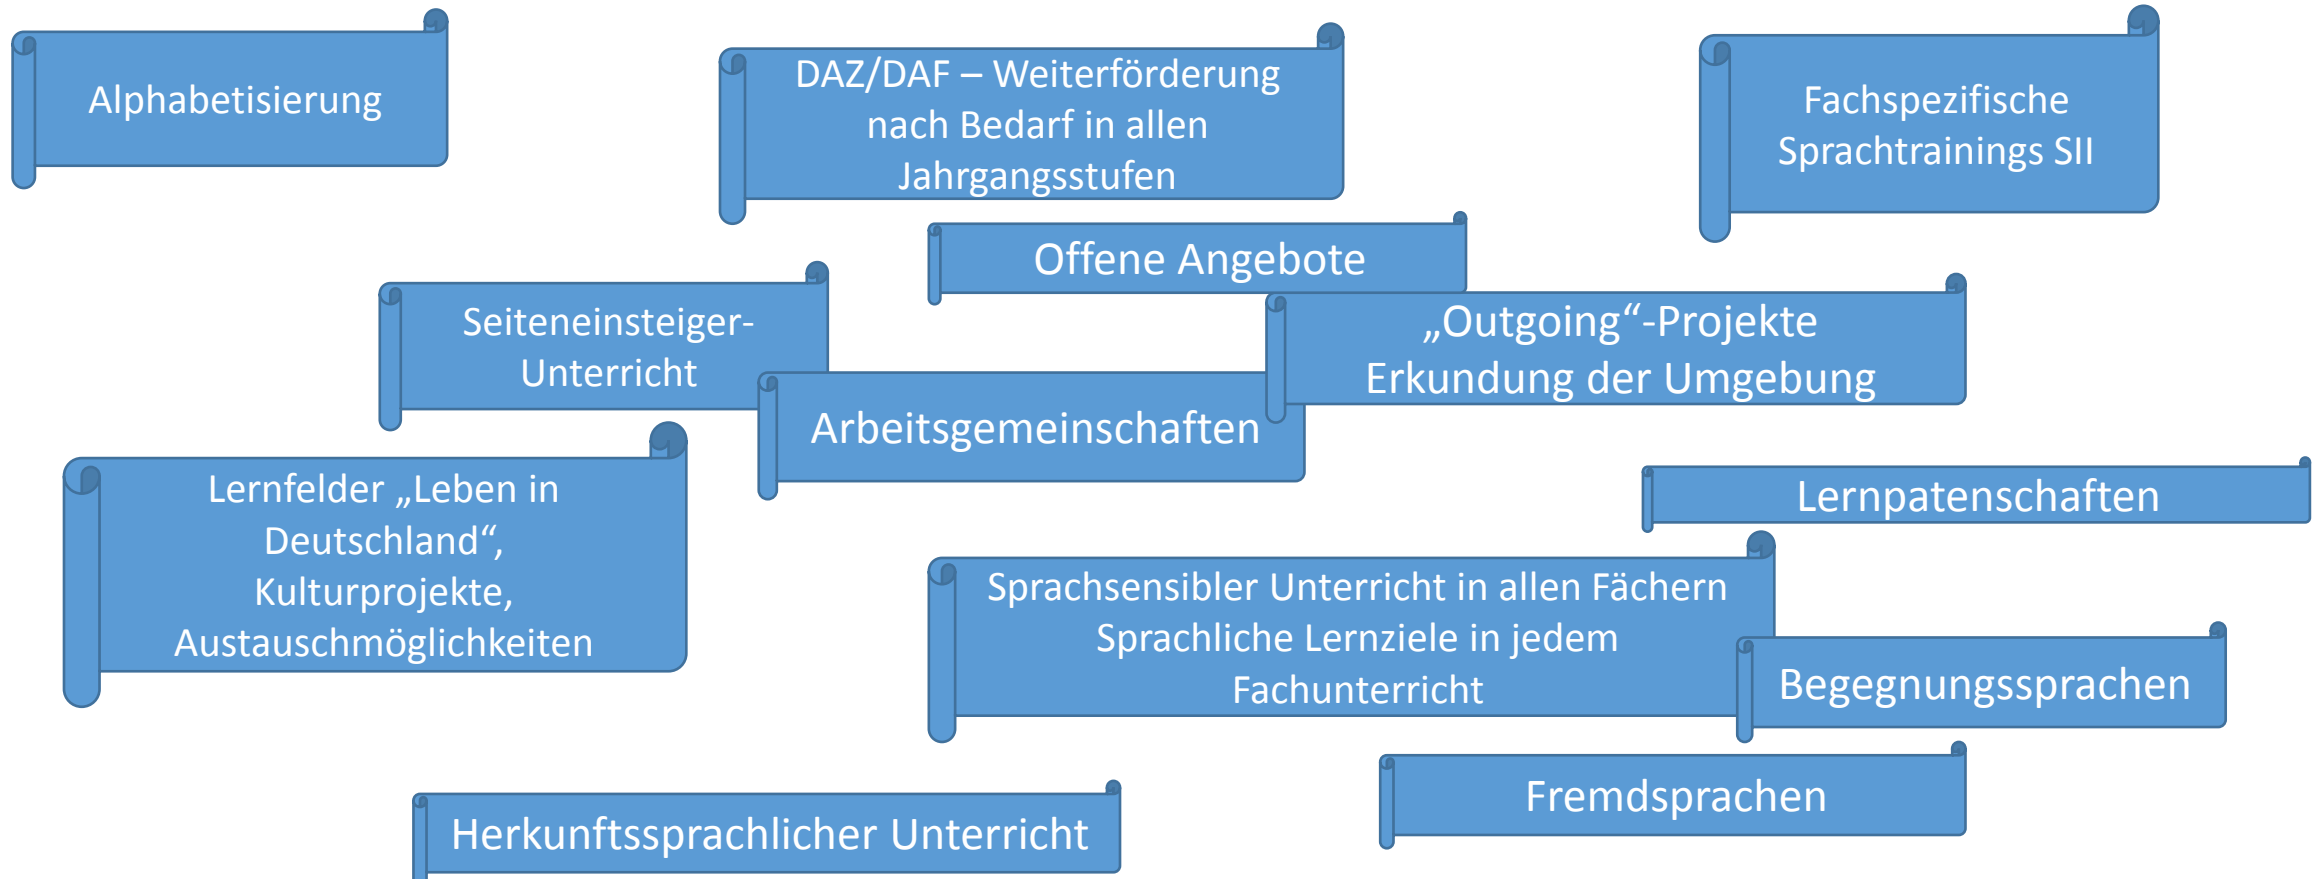 Alphabetisierung
DAZ/DAF – Weiterförderung
nach Bedarf in allen
Jahrgangsstufen
Fachspezifische
Sprachtrainings SII
Offene Angebote
Seiteneinsteiger-
Unterricht
„Outgoing“-Projekte
Erkundung der Umgebung
Arbeitsgemeinschaften
Lernfelder „Leben in
Deutschland“,
Kulturprojekte,
Austauschmöglichkeiten
Lernpatenschaften
Sprachsensibler Unterricht in allen Fächern
Sprachliche Lernziele in jedem
Fachunterricht
Begegnungssprachen
Fremdsprachen
Herkunftssprachlicher Unterricht